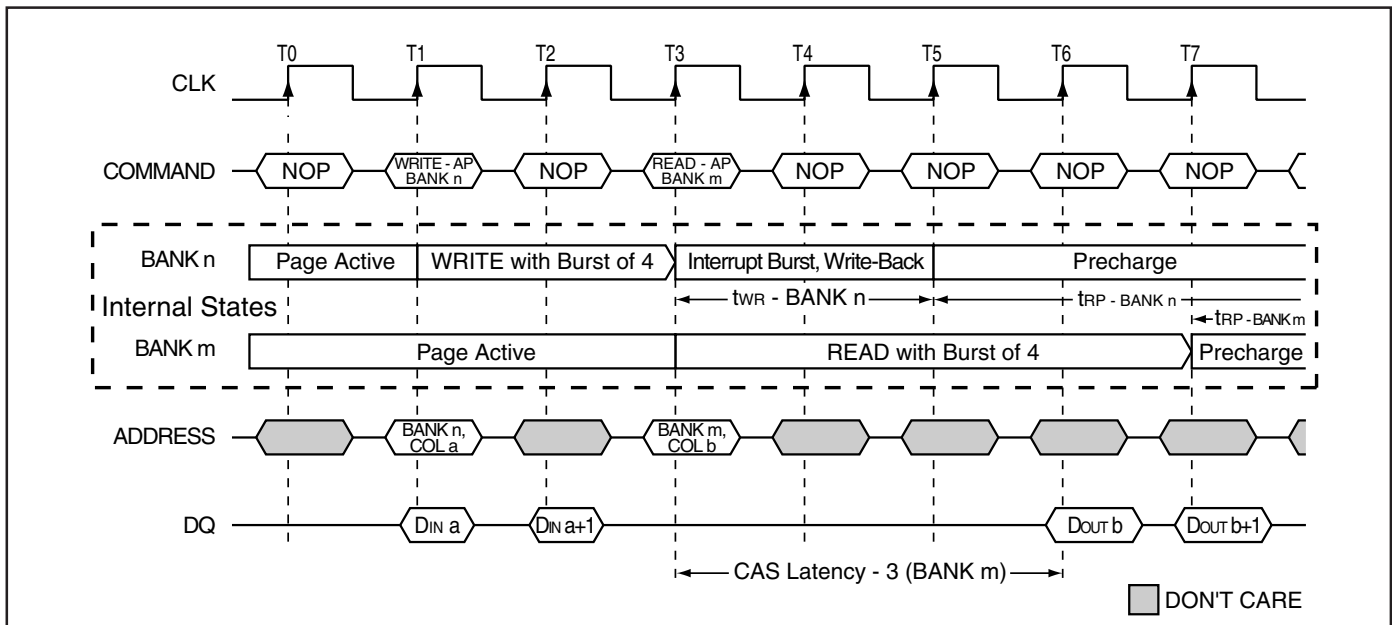 T0 T1 T2 T3 T4 T5 T6 T7
CLK
COMMAND NOP WRITE - AP BANK n NOP READ - AP BANK m NOP NOP NOP NOP
BANK n Page Active WRITE with Burst of 4 Interrupt Burst, Write-Back Precharge
Internal States tWR - BANK n tRP - BANK n
tRP - BANK m
BANK m Page Active READ with Burst of 4 Precharge
ADDRESS BANK n, COL a BANK m, COL b
DQ DIN a DIN a+1 DOUT b DOUT b+1
CAS Latency - 3 (BANK m)
DON'T CARE